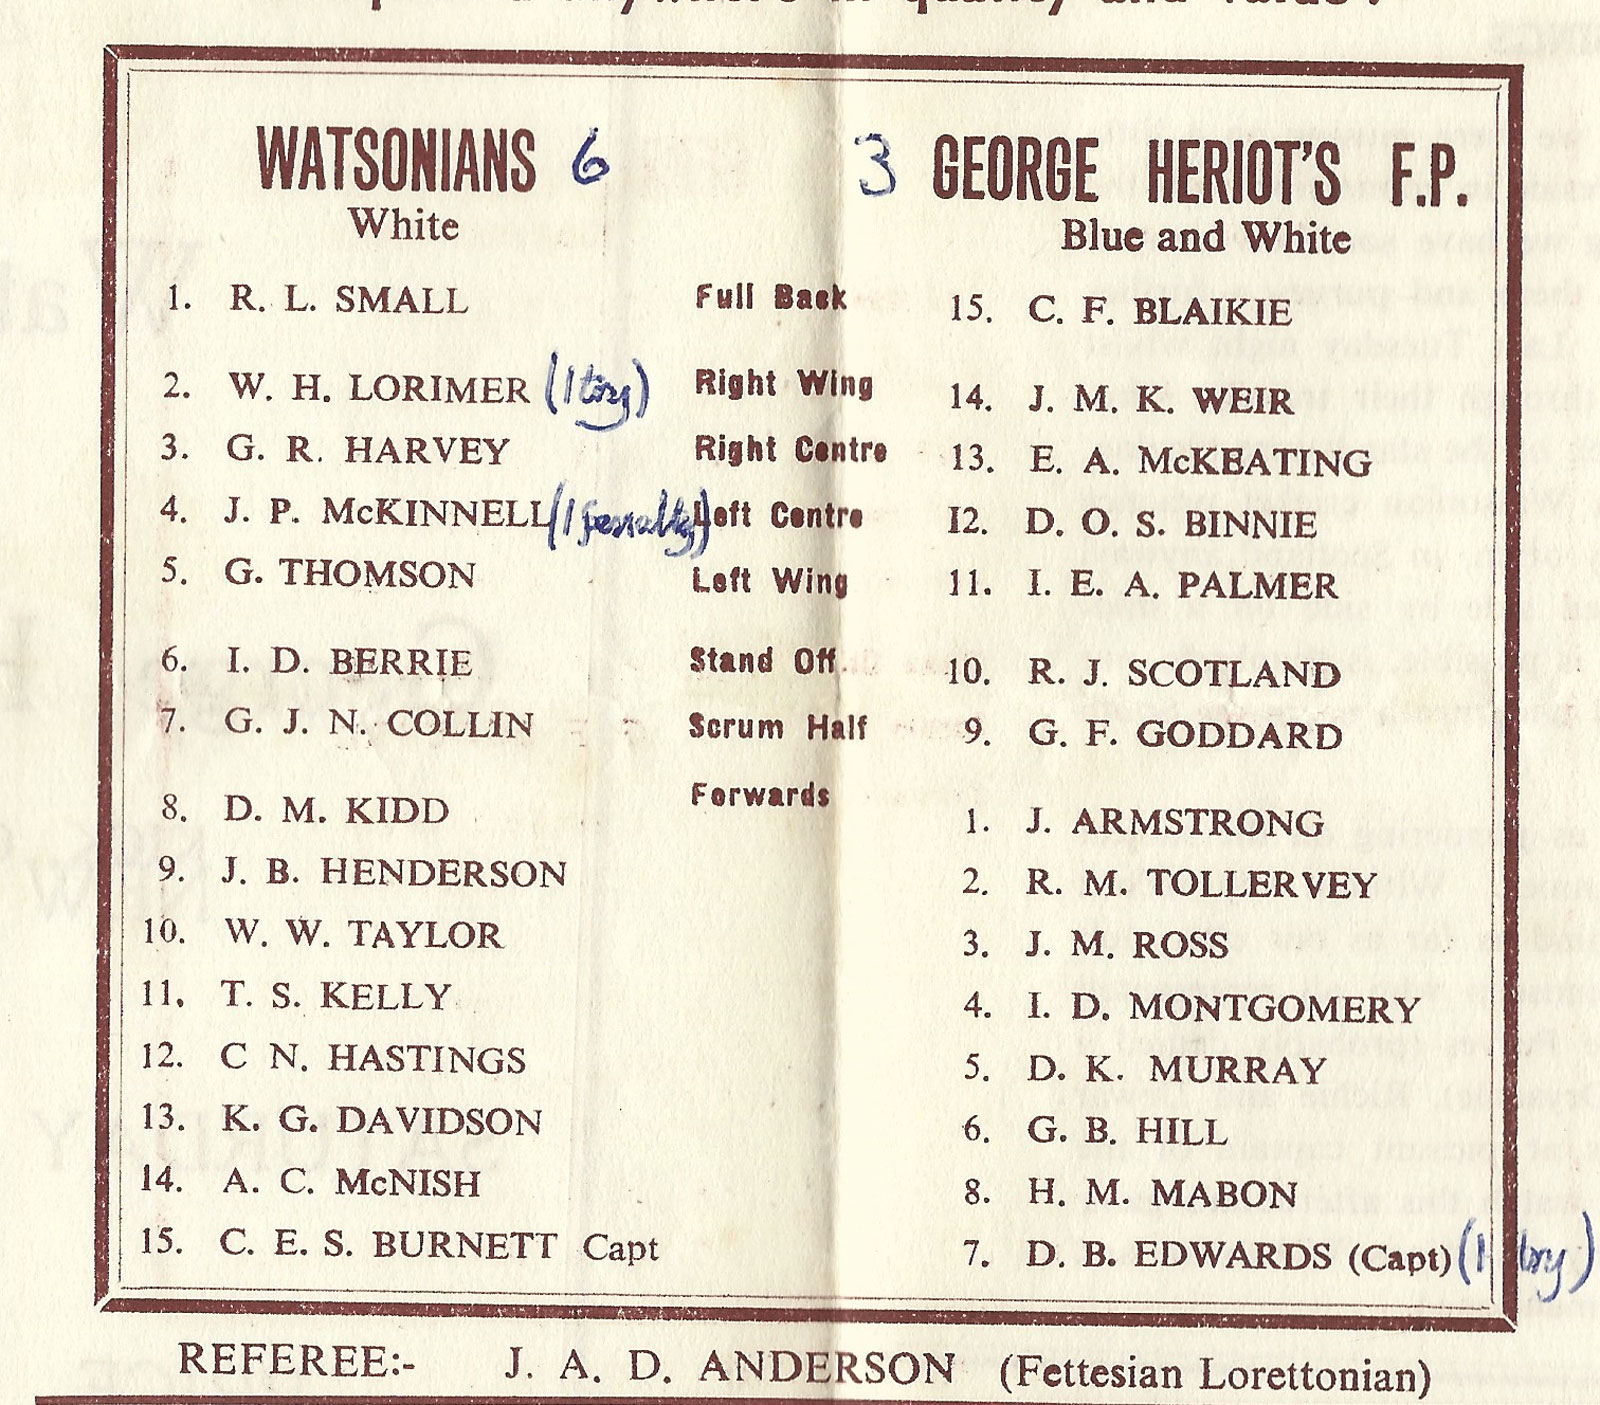 WATSONIANS 6 3 GEORGE HERIOT'S F.P.
White Blue and White
1. R. L. SMALL Full Back 15. C. F. BLAIKIE
2. W. H. LORIMER (1 try) Right Wing 14. J. M. K. WEIR
3. G. R. HARVEY Right Centre 13. E. A. McKEATING
4. J. P. McKINNELL (1 penalty) Left Centre 12. D. O. S. BINNIE
5. G. THOMSON Left Wing 11. I. E. A. PALMER
6. I. D. BERRIE Stand Off 10. R. J. SCOTLAND
7. G. J. N. COLLIN Scrum Half 9. G. F. GODDARD
8. D. M. KIDD Forwards 1. J. ARMSTRONG
9. J. B. HENDERSON 2. R. M. TOLLERVEY
10. W. W. TAYLOR 3. J. M. ROSS
11. T. S. KELLY 4. I. D. MONTGOMERY
12. C N. HASTINGS 5. D. K. MURRAY
13. K. G. DAVIDSON 6. G. B. HILL
14. A. C. McNISH 8. H. M. MABON
15. C. E. S. BURNETT Capt 7. D. B. EDWARDS (Capt) (1 try)
REFEREE:- J. A. D. ANDERSON (Fettesian Lorettonian)